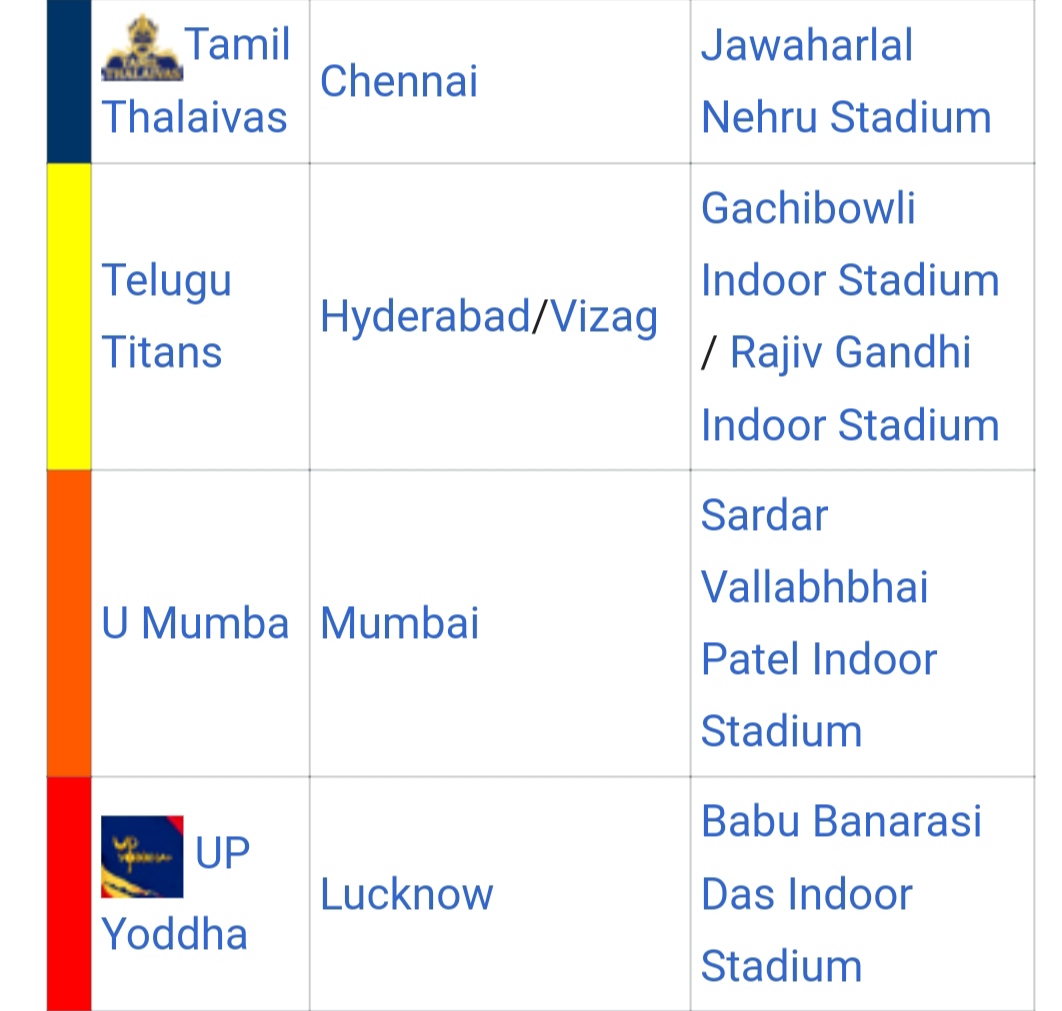 Tamil
Thalaivas
Chennai
Jawaharlal
Nehru Stadium
Telugu
Titans
Hyderabad/Vizag
Gachibowli
Indoor Stadium
/ Rajiv Gandhi
Indoor Stadium
U Mumba
Mumbai
Sardar
Vallabhbhai
Patel Indoor
Stadium
UP
Yoddha
Lucknow
Babu Banarasi
Das Indoor
Stadium